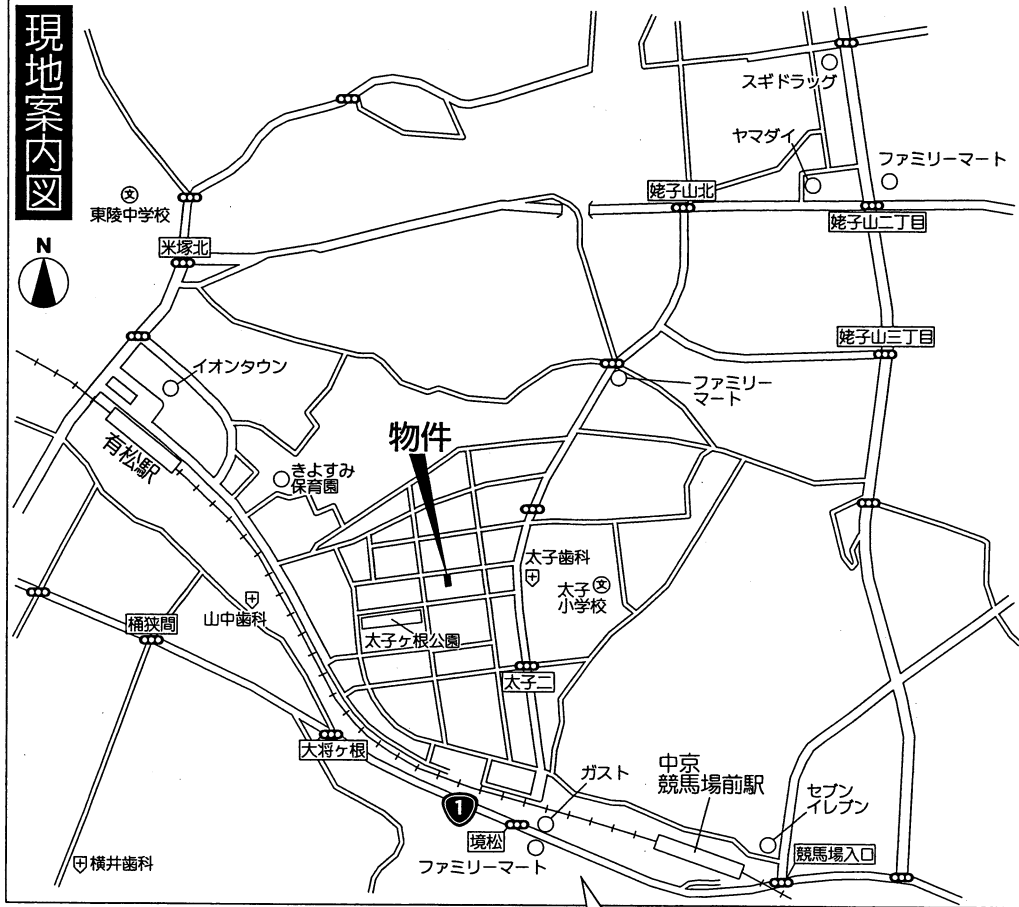 現地案内図
N
スギドラッグ
ヤマダイ
ファミリーマート
東陵中学校
姥子山北
姥子山二丁目
米塚北
姥子山三丁目
イオンタウン
ファミリー
マート
物件
有松駅
きよすみ
保育園
太子歯科
太子
小学校
山中歯科
桶狭間
太子ヶ根公園
太子二
大将ヶ根
中京
競馬場前駅
ガスト
セブン
イレブン
1
境松
競馬場入口
ファミリーマート
横井歯科
文
文